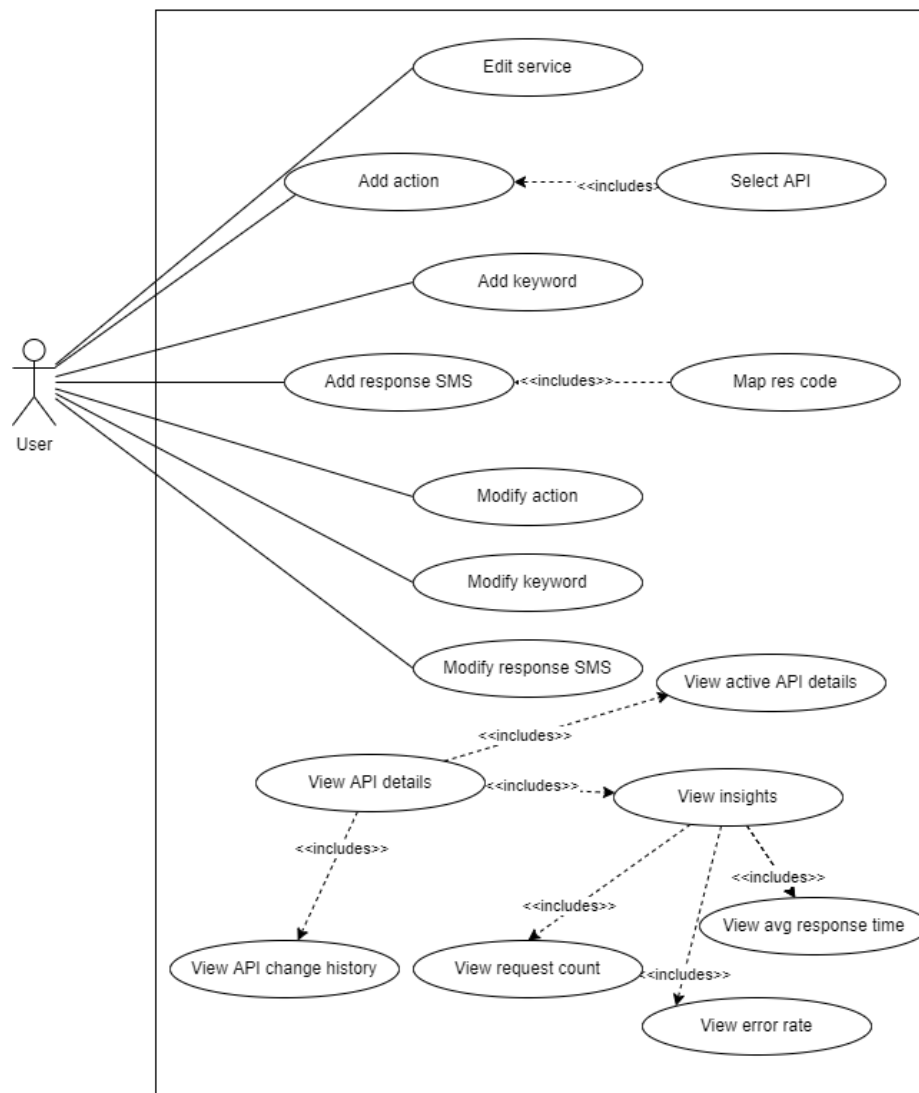 Edit service
Add action
<<includes>
Select API
Add keyword
User
Add response SMS
<<includes>>
Map res code
Modify action
Modify keyword
Modify response SMS
View active API details
<<includes>>
View API details
<<includes>>
View insights
<<includes>>
<<includes>>
<<includes>>
View avg response time
View API change history
View request count
<<includes>>
View error rate